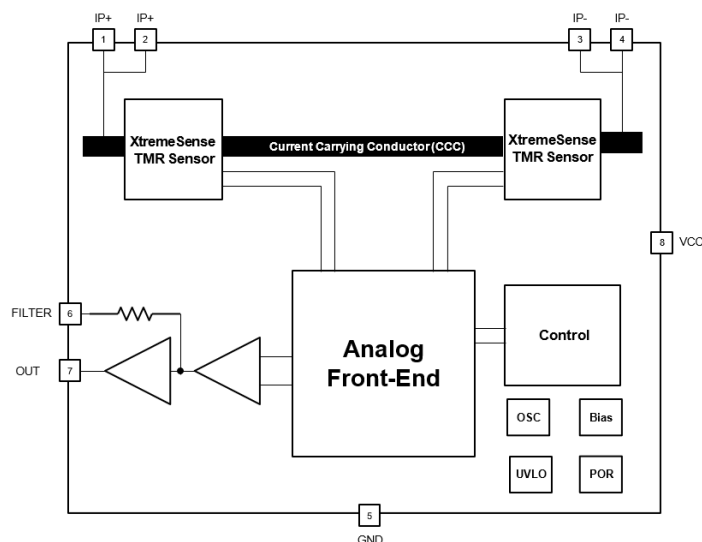 IP+ IP+ IP- IP-
1 2 3 4
XtremeSense
TMR Sensor
Current Carrying Conductor (CCC)
XtremeSense
TMR Sensor
8 VCC
FILTER 6
OUT 7
Analog
Front-End
Control
OSC Bias
UVLO POR
5
GND